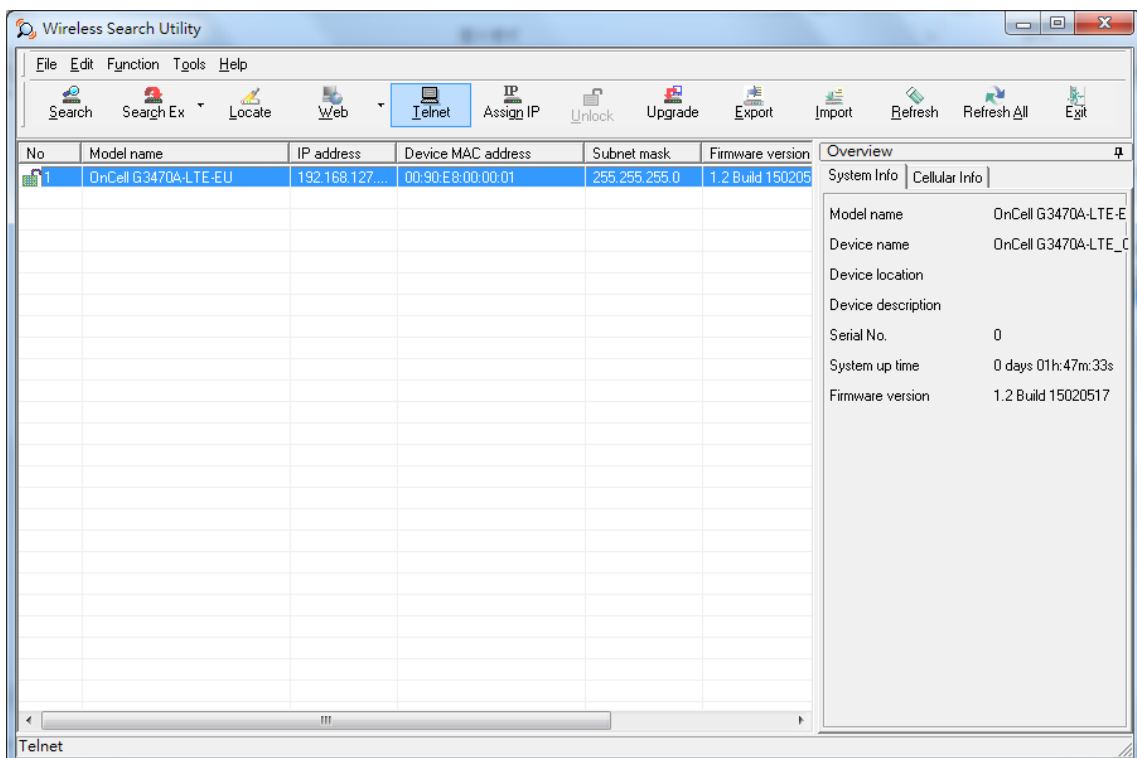 Wireless Search Utility
File Edit Function Tools Help
Search Search Ex Locate Web Telnet IP Assign IP Unlock Upgrade Export Import Refresh Refresh All Exit
No Model name IP address Device MAC address Subnet mask Firmware version
1 OnCell G3470A-LTE-EU 192.168.127.... 00:90:E8:00:00:01 255.255.255.0 1.2 Build 150205
Overview
System Info Cellular Info
Model name OnCell G3470A-LTE-E
Device name OnCell G3470A-LTE_
Device location
Device description
Serial No. 0
System up time 0 days 01h:47m:33s
Firmware version 1.2 Build 15020517
Telnet